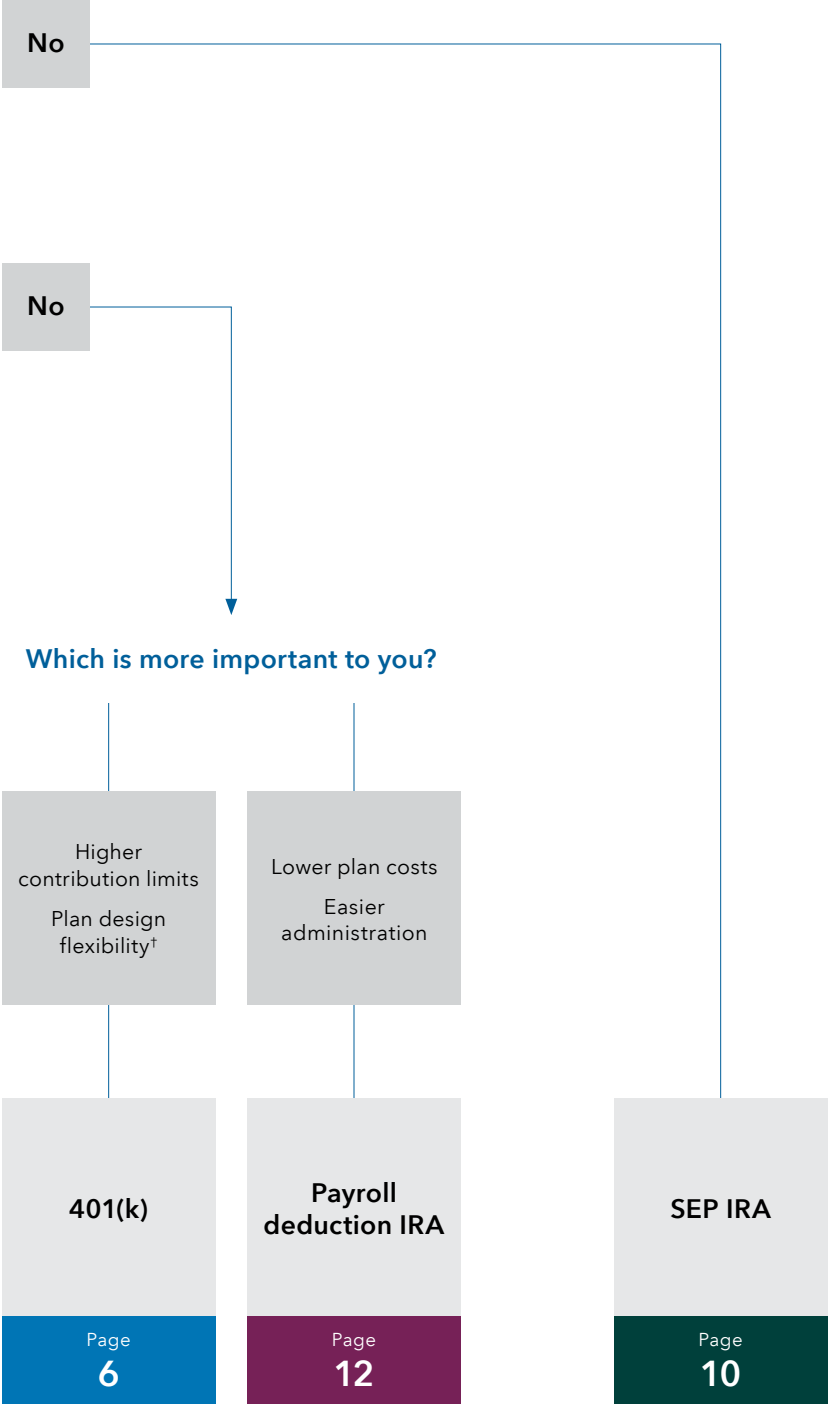 No
No
Which is more important to you?
Higher
contribution limits
Plan design
flexibility†
Lower plan costs
Easier
administration
401(k)
Page
6
Payroll
deduction IRA
Page
12
SEP IRA
Page
10